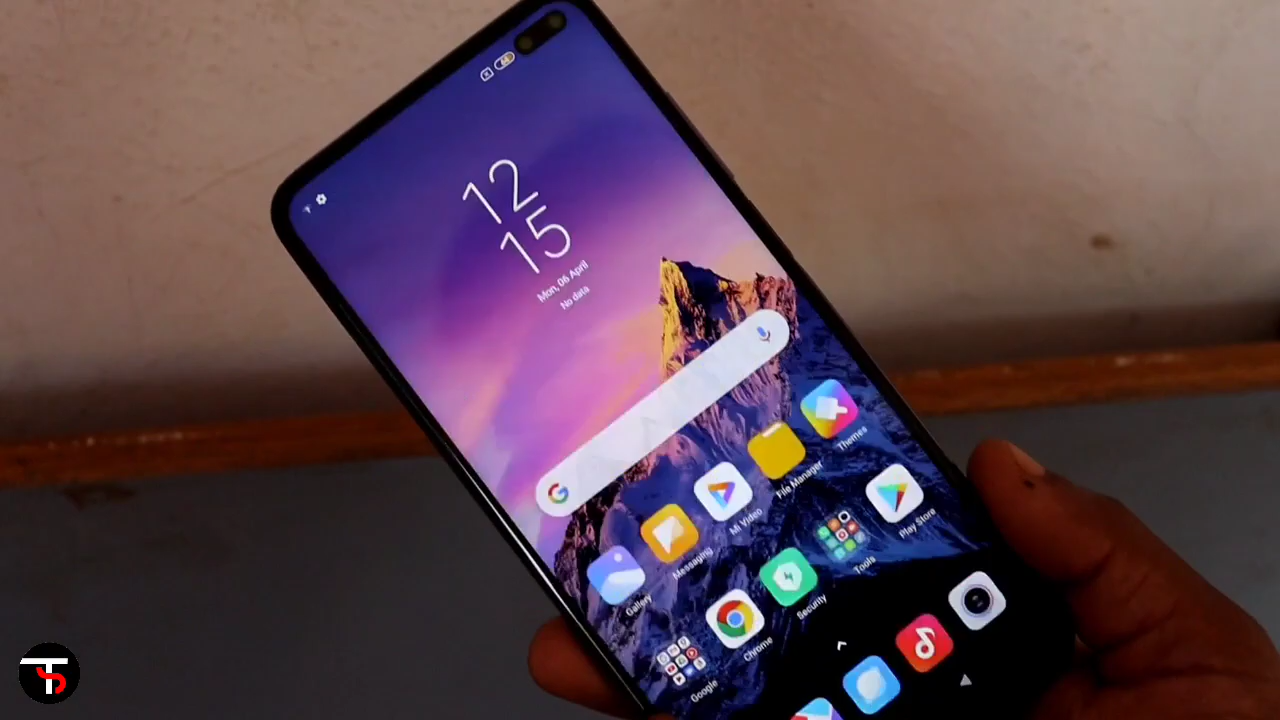 12
15
Mon, 06 April
No data
Themes
File Manager
Mi Video
Messaging
Gallery
Play Store
Tools
Security
Chrome
Google
TS